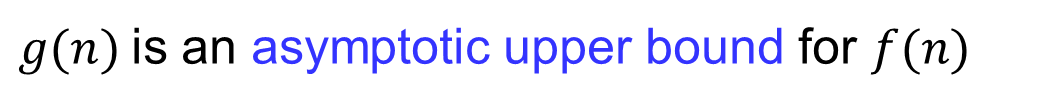 g(n) is an asymptotic upper bound for f(n)